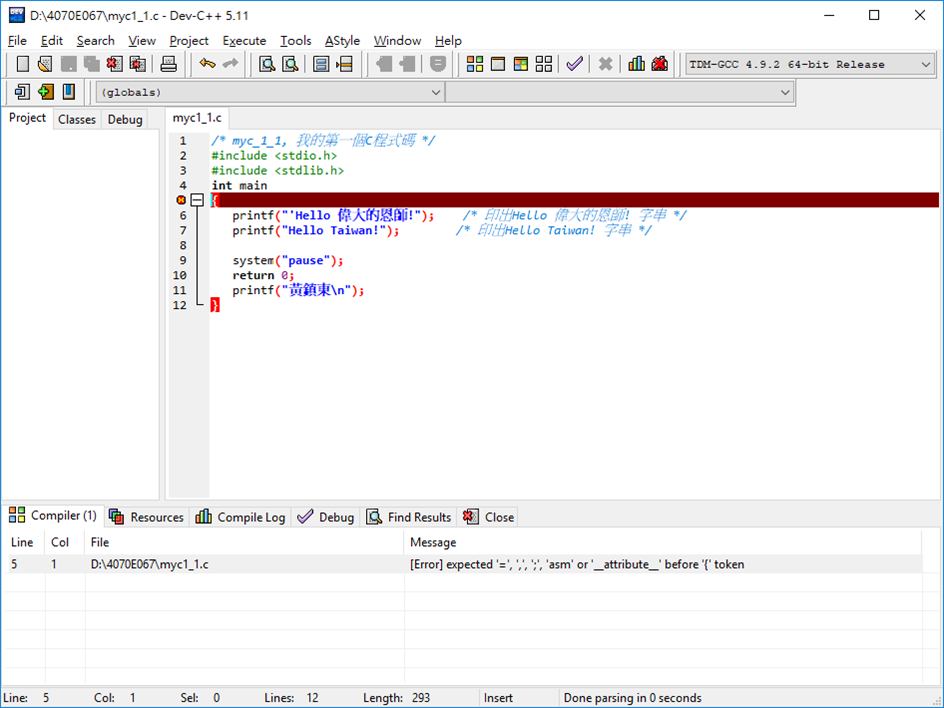 D:\4070E067\myc1_1.c - Dev-C++ 5.11
File Edit Search View Project Execute Tools AStyle Window Help
TDM-GCC 4.9.2 64-bit Release
(globals)
Project Classes Debug myc1_1.c
1 /* myc_1_1, 我的第一個C程式碼 */
2 #include <stdio.h>
3 #include <stdlib.h>
4 int main
{
6 printf("'Hello 偉大的恩師!"); /* 印出Hello 偉大的恩師! 字串 */
7 printf("Hello Taiwan!"); /* 印出Hello Taiwan! 字串 */
8
9 system("pause");
10 return 0;
11 printf("黃鎮東\n");
12 }
Compiler (1) Resources Compile Log Debug Find Results Close
Line Col File Message
5 1 D:\4070E067\myc1_1.c [Error] expected '=', ',', ';', 'asm' or '__attribute__' before '{' token
Line: 5 Col: 1 Sel: 0 Lines: 12 Length: 293 Insert Done parsing in 0 seconds